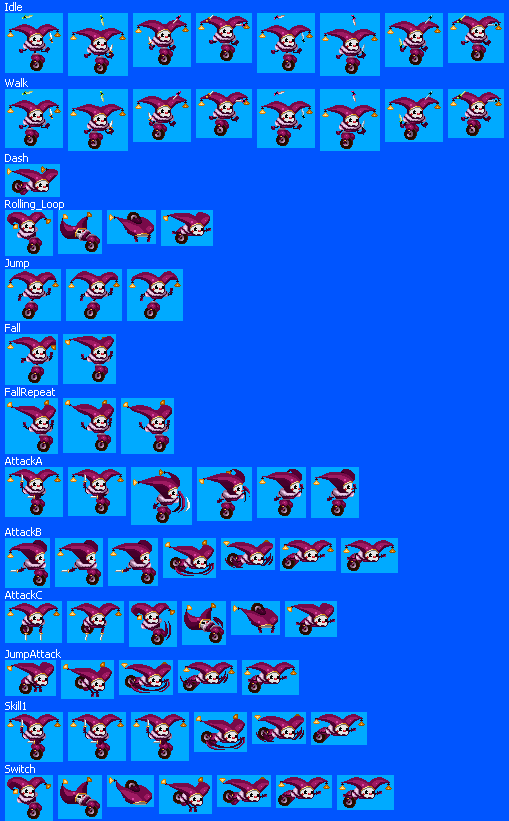 Idle
Walk
Dash
Rolling_Loop
Jump
Fall
FallRepeat
AttackA
AttackB
AttackC
JumpAttack
Skill1
Switch